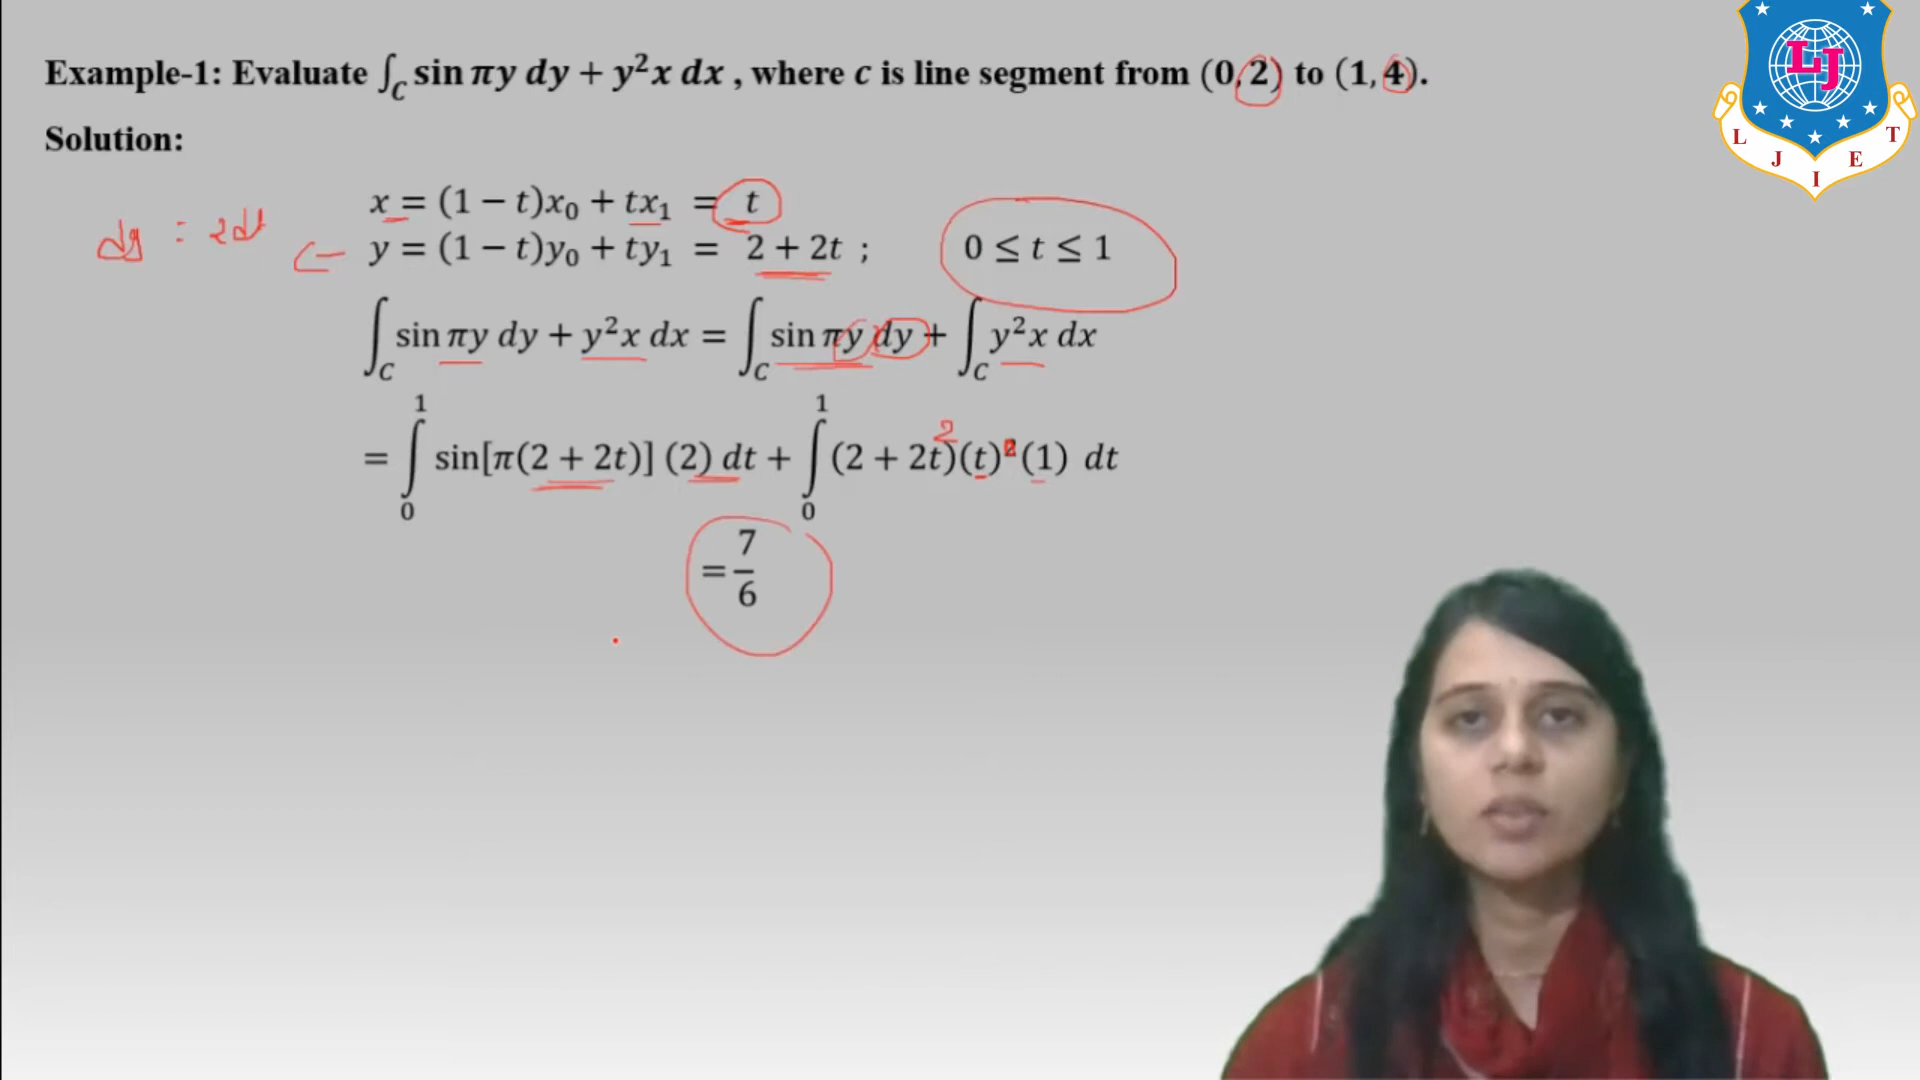 Example-1: Evaluate ∫_C sin πy dy + y²x dx , where c is line segment from (0, 2) to (1, 4).
Solution:
x = (1 − t)x₀ + tx₁ = t
dy = 2dt
y = (1 − t)y₀ + ty₁ = 2 + 2t ; 0 ≤ t ≤ 1
∫_C sin πy dy + y²x dx = ∫_C sin πy dy + ∫_C y²x dx
= ∫₀¹ sin[π(2 + 2t)] (2) dt + ∫₀¹ (2 + 2t)²(t) (1) dt
= 7/6
LJ
L J I E T